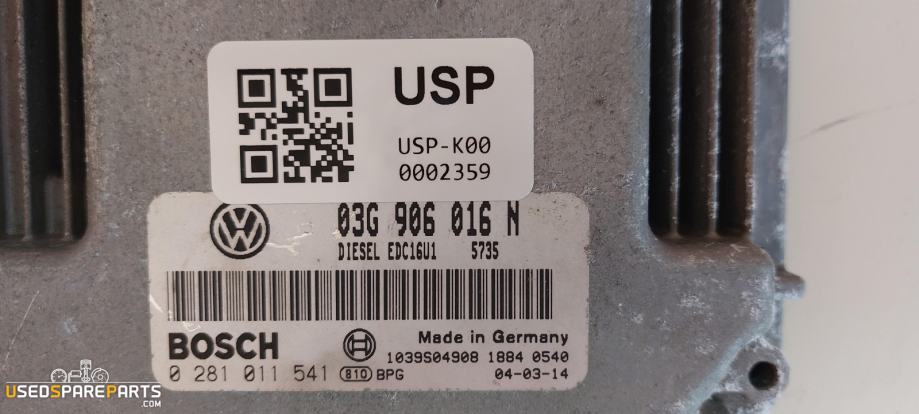 USP
USP-K00
0002359
03G 906 016 N
DIESEL EDC16U1 5735
BOSCH
Made in Germany
1039S04908 1884 0540
0 281 011 541 810 BPG 04-03-14
USEDSPAREPARTS
.COM